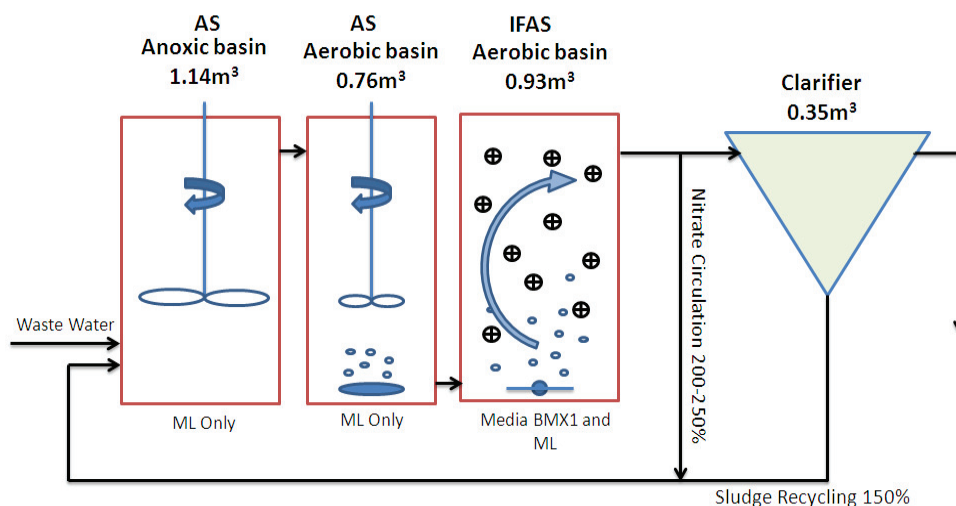 AS
Anoxic basin
1.14m³
AS
Aerobic basin
0.76m³
IFAS
Aerobic basin
0.93m³
Clarifier
0.35m³
Waste Water
Nitrate Circulation 200-250%
ML Only
ML Only
Media BMX1 and
ML
Sludge Recycling 150%